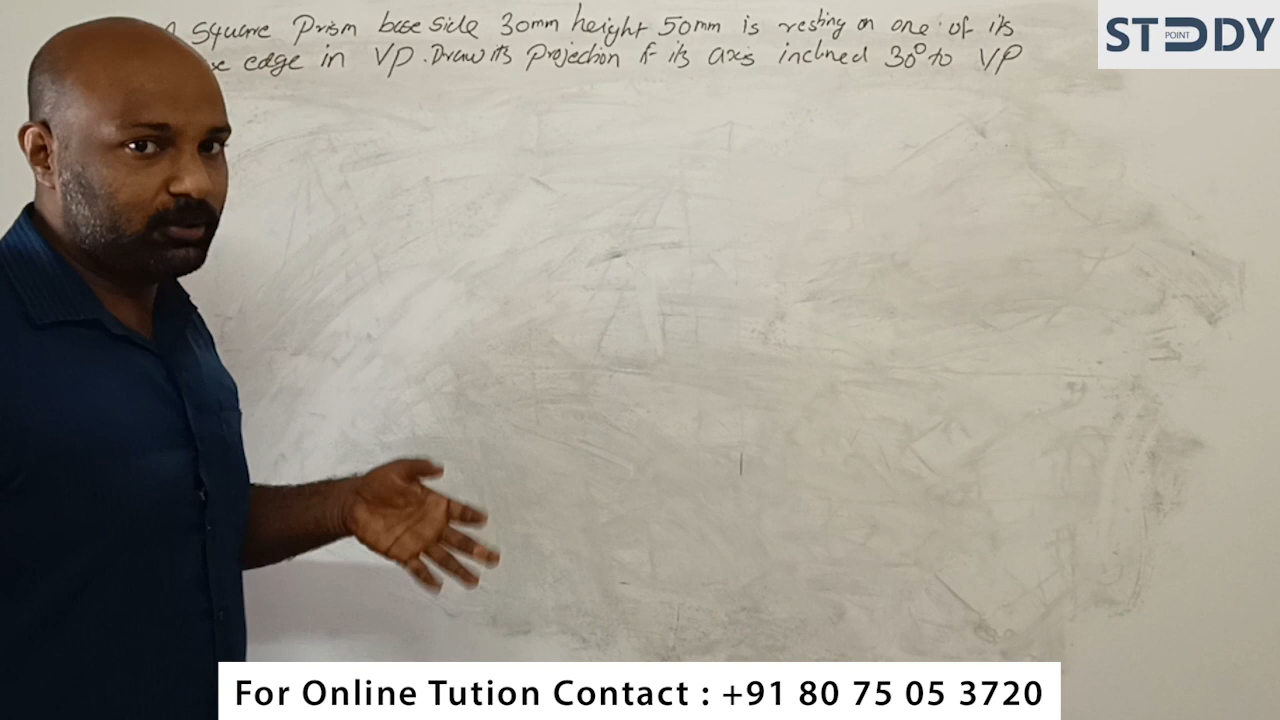 A Square Prism base side 30mm height 50mm is resting on one of its
edge in VP. Draw its projection if its axis inclined 30° to VP
STUDY
POINT
For Online Tution Contact : +91 80 75 05 3720